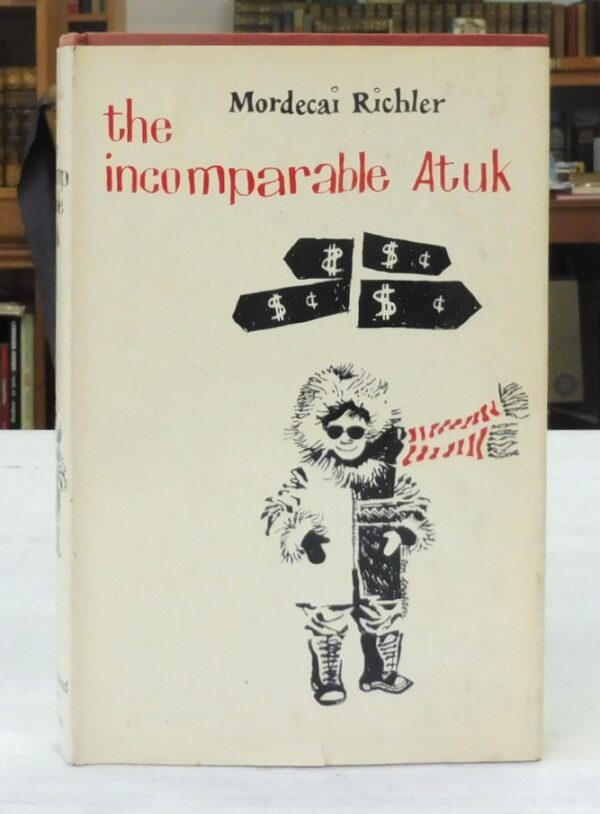 Mordecai Richler
the
incomparable Atuk
$ $ ¢
$ ¢ $ ¢